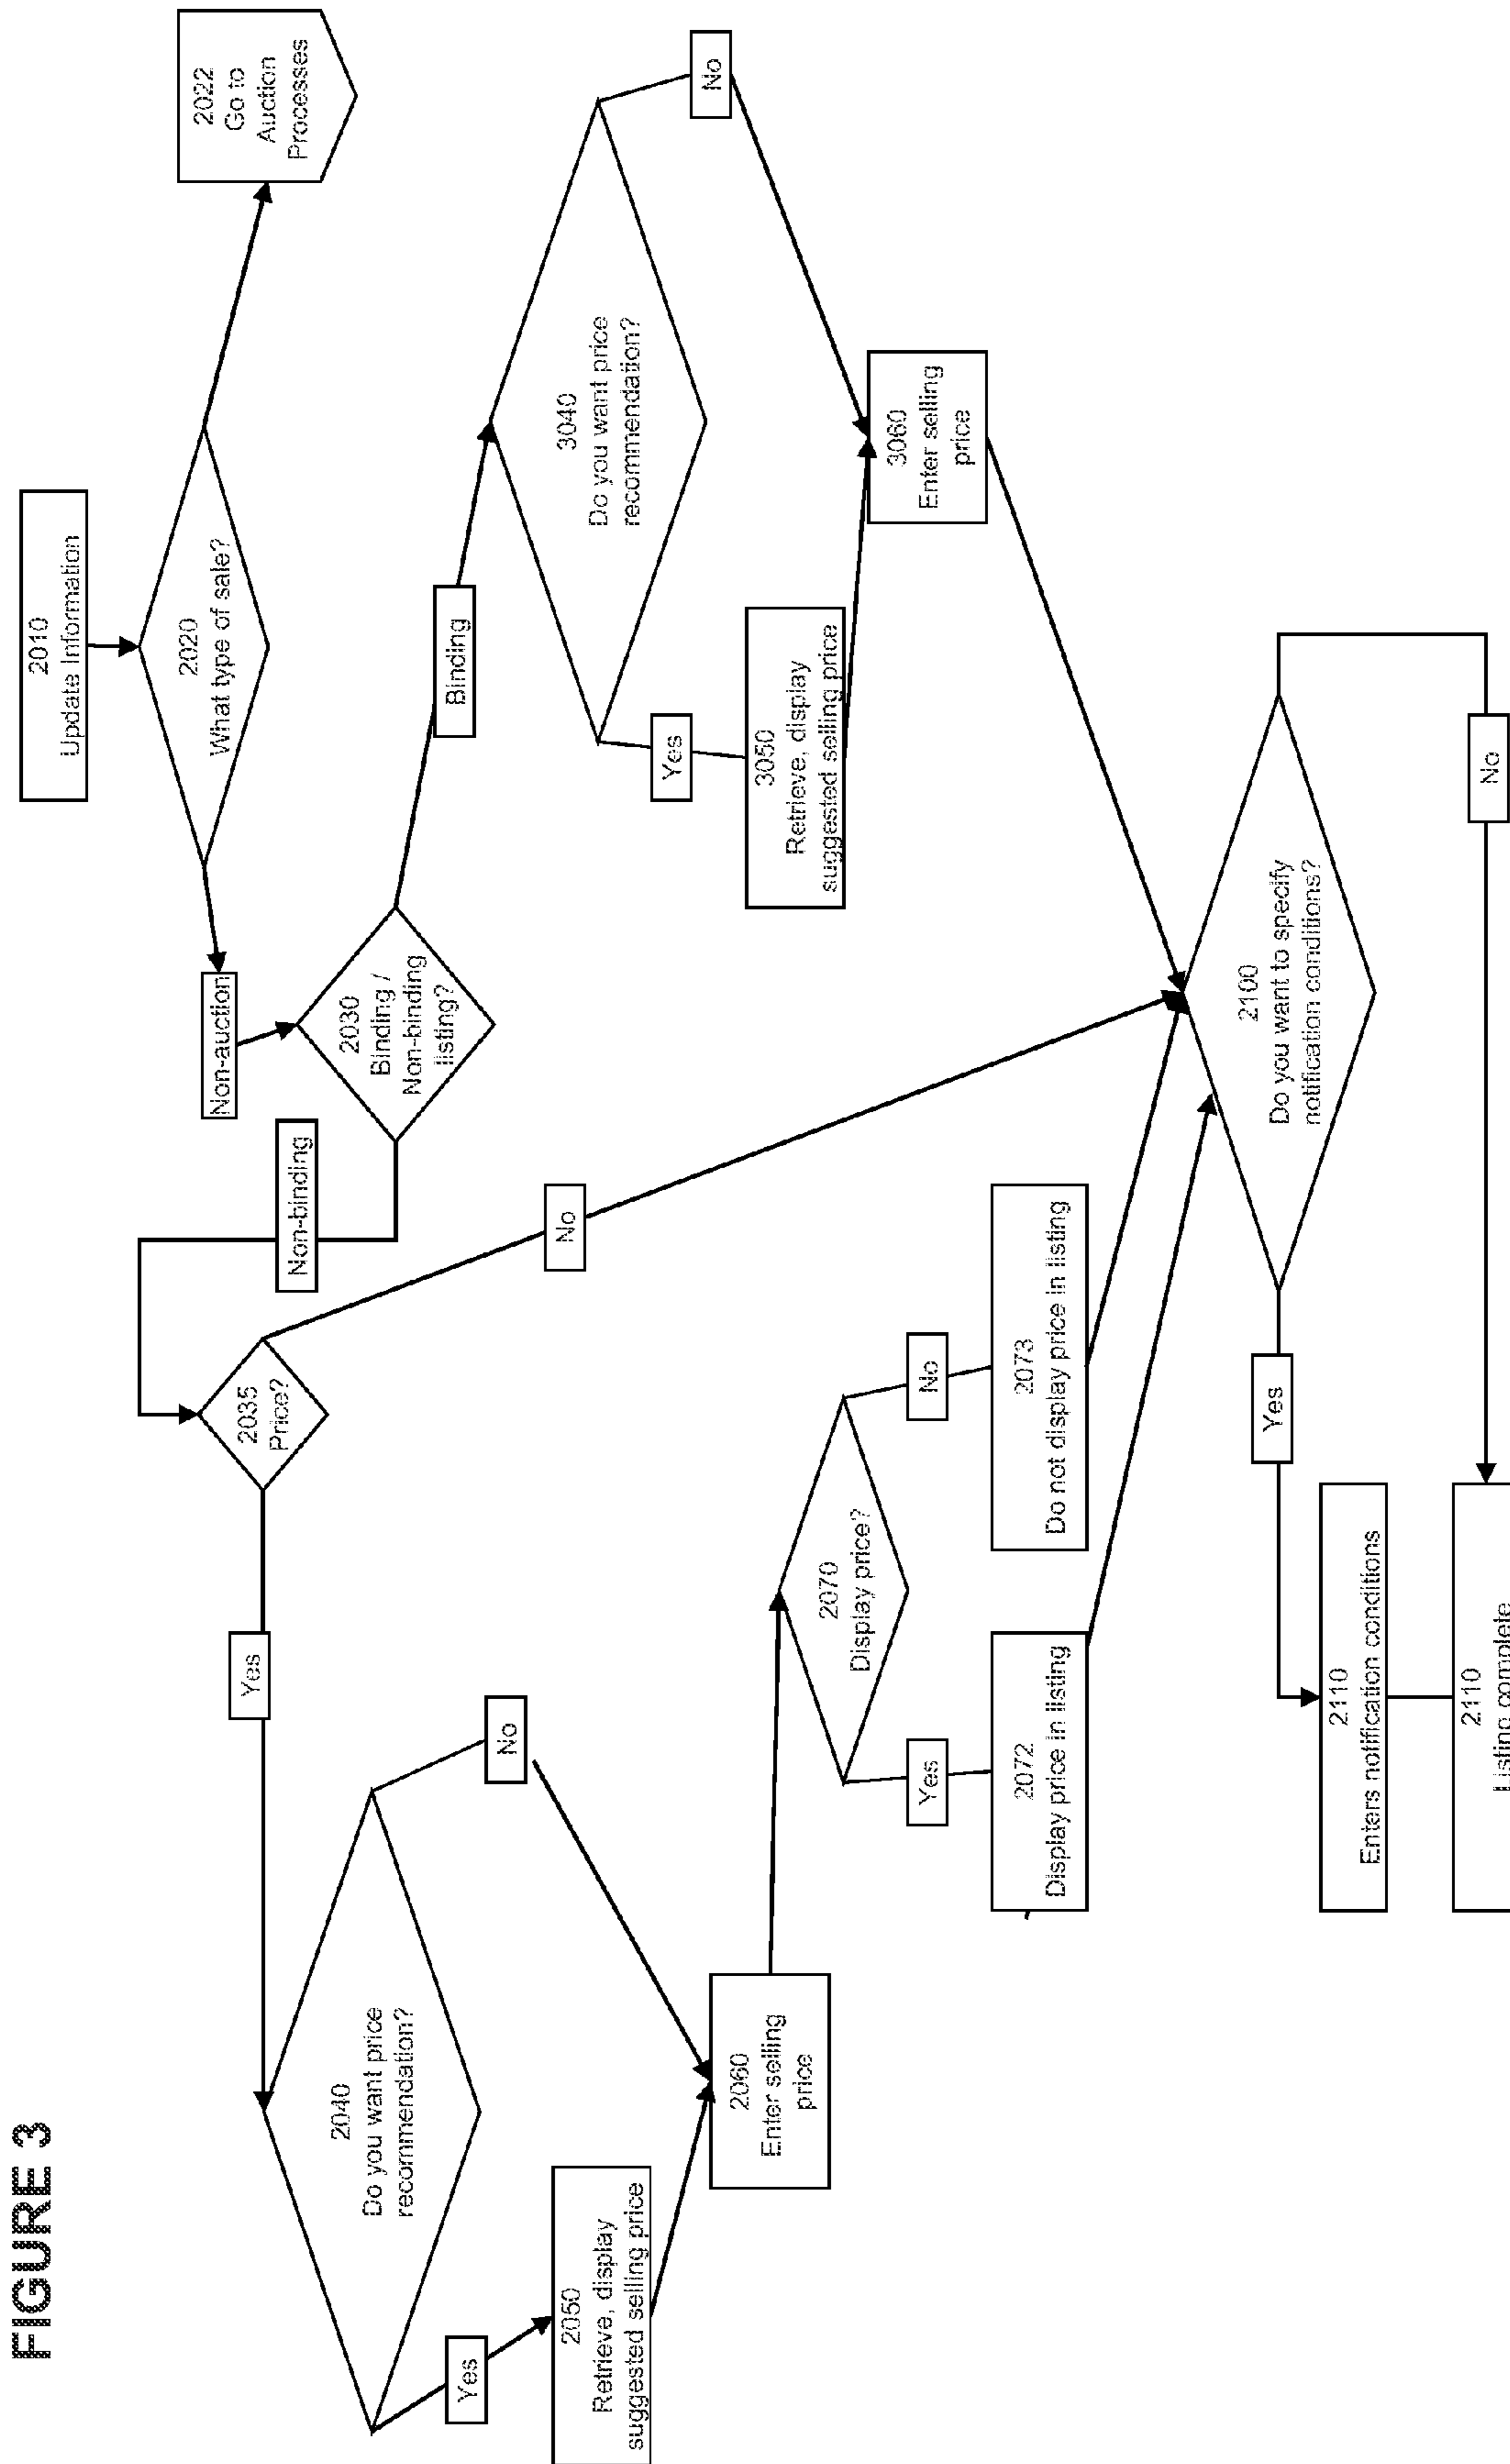 FIGURE 3
2010
Update Information
2020
What type of sale?
2022
Go to
Auction
Processes
Non-auction
2030
Binding /
Non-binding
listing?
Non-binding
Binding
2035
Price?
Yes
No
2040
Do you want price
recommendation?
Yes
No
2050
Retrieve, display
suggested selling price
2060
Enter selling
price
3040
Do you want price
recommendation?
Yes
No
3050
Retrieve, display
suggested selling price
3060
Enter selling
price
2070
Display price?
Yes
No
2072
Display price in listing
2073
Do not display price in listing
2100
Do you want to specify
notification conditions?
Yes
No
2110
Enters notification conditions
2110
Listing complete